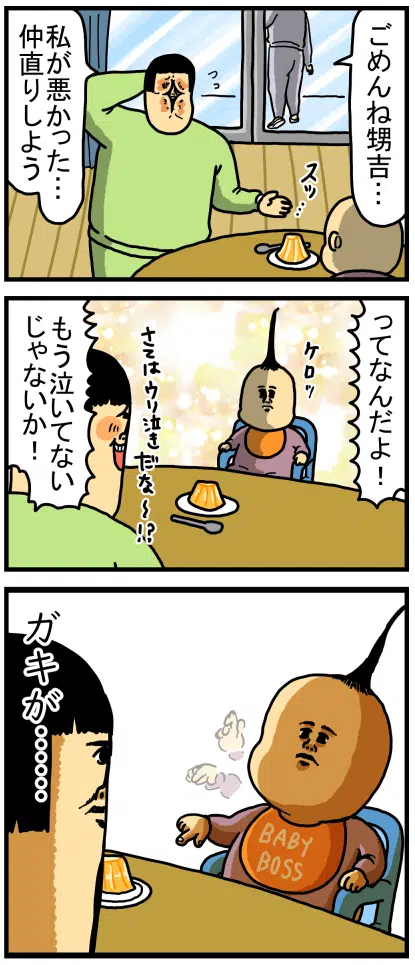 ごめんね甥吉…
スッ…
つつ
私が悪かった…
仲直りしよう
ってなんだよ！
ケロッ
さてはウソ泣きだな〜！？
もう泣いてない
じゃないか！
ガキが………
BABY
BOSS